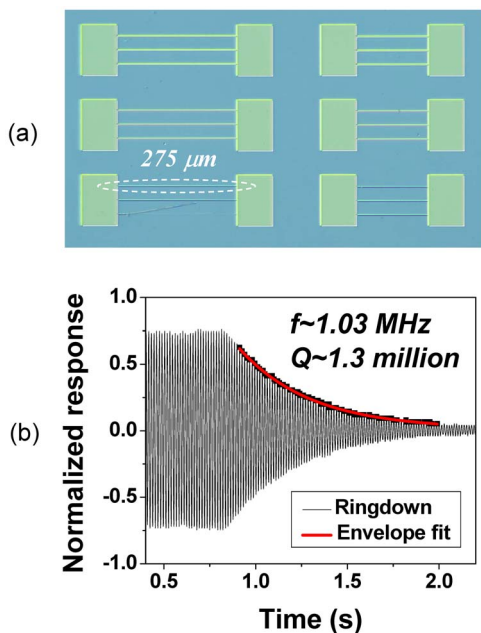 (a)
275 μm
(b)
Normalized response
1.0
0.5
0.0
-0.5
-1.0
f~1.03 MHz
Q~1.3 million
Ringdown
Envelope fit
0.5 1.0 1.5 2.0
Time (s)